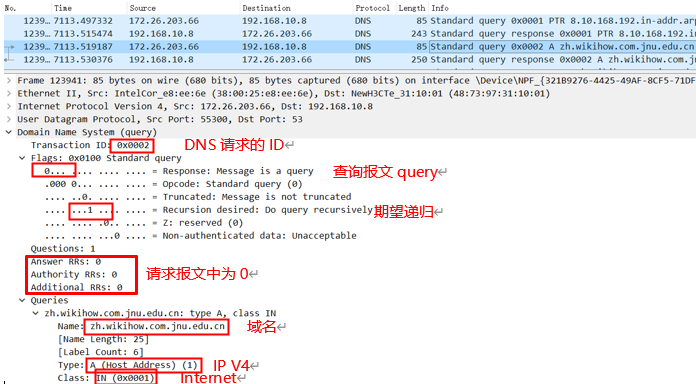 No. Time Source Destination Protocol Length Info
1239… 7113.497332 172.26.203.66 192.168.10.8 DNS 85 Standard query 0x0001 PTR 8.10.168.192.in-addr.arp
1239… 7113.515474 192.168.10.8 172.26.203.66 DNS 243 Standard query response 0x0001 PTR 8.10.168.192.
1239… 7113.519187 172.26.203.66 192.168.10.8 DNS 85 Standard query 0x0002 A zh.wikihow.com.jnu.edu.cn
1239… 7113.530376 192.168.10.8 172.26.203.66 DNS 250 Standard query response 0x0002 A zh.wikihow.com.
Frame 123941: 85 bytes on wire (680 bits), 85 bytes captured (680 bits) on interface \Device\NPF_{321B9276-4425-49AF-8CF5-71DF
Ethernet II, Src: IntelCor_e8:ee:6e (38:00:25:e8:ee:6e), Dst: NewH3CTe_31:10:01 (48:73:97:31:10:01)
Internet Protocol Version 4, Src: 172.26.203.66, Dst: 192.168.10.8
User Datagram Protocol, Src Port: 55300, Dst Port: 53
Domain Name System (query)
Transaction ID: 0x0002 DNS 请求的 ID
Flags: 0x0100 Standard query
0... .... .... .... = Response: Message is a query 查询报文 query
.000 0... .... .... = Opcode: Standard query (0)
.... ..0. .... .... = Truncated: Message is not truncated
.... ...1 .... .... = Recursion desired: Do query recursively 期望递归
.... .... .0.. .... = Z: reserved (0)
.... .... ...0 .... = Non-authenticated data: Unacceptable
Questions: 1
Answer RRs: 0
Authority RRs: 0 请求报文中为 0
Additional RRs: 0
Queries
zh.wikihow.com.jnu.edu.cn: type A, class IN
Name: zh.wikihow.com.jnu.edu.cn 域名
[Name Length: 25]
[Label Count: 6]
Type: A (Host Address) (1) IP V4
Class: IN (0x0001) Internet